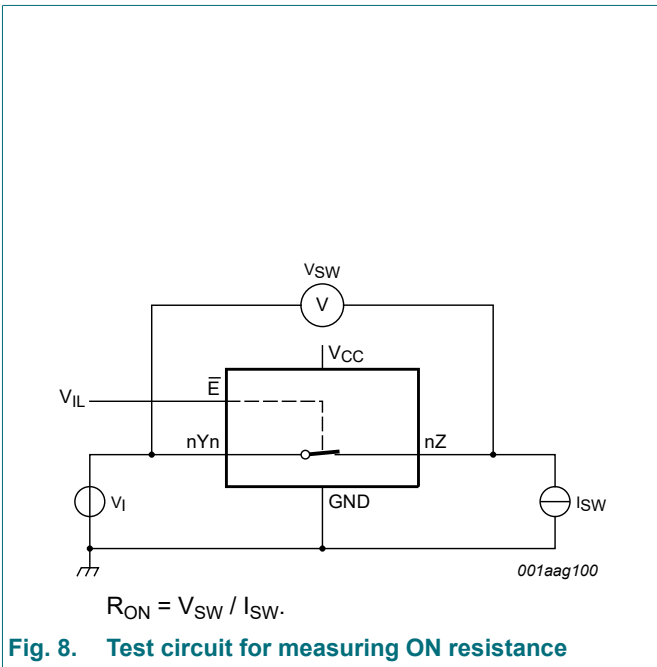 VSW
V
VCC
E̅
VIL
nYn
nZ
VI
GND
ISW
001aag100
RON = VSW / ISW.
Fig. 8. Test circuit for measuring ON resistance